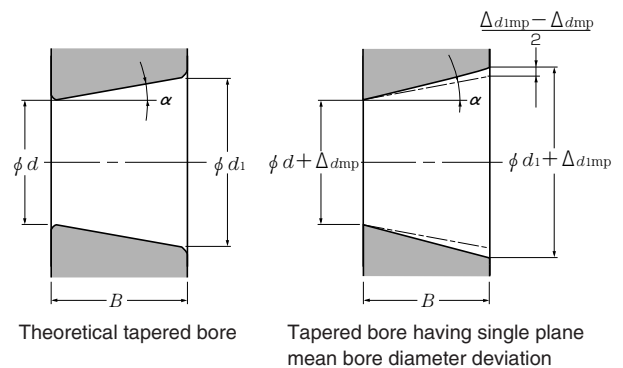 Δd1mp−Δdmp
2
α
α
φd
φd1
φd+Δdmp
φd1+Δd1mp
B
B
Theoretical tapered bore
Tapered bore having single plane
mean bore diameter deviation